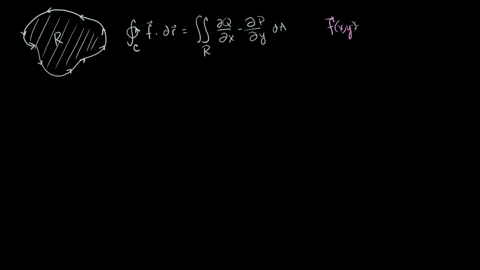 R
∮_C f⃗ · dr⃗ = ∬_R ∂Q/∂x - ∂P/∂y dA
f⃗(x,y)